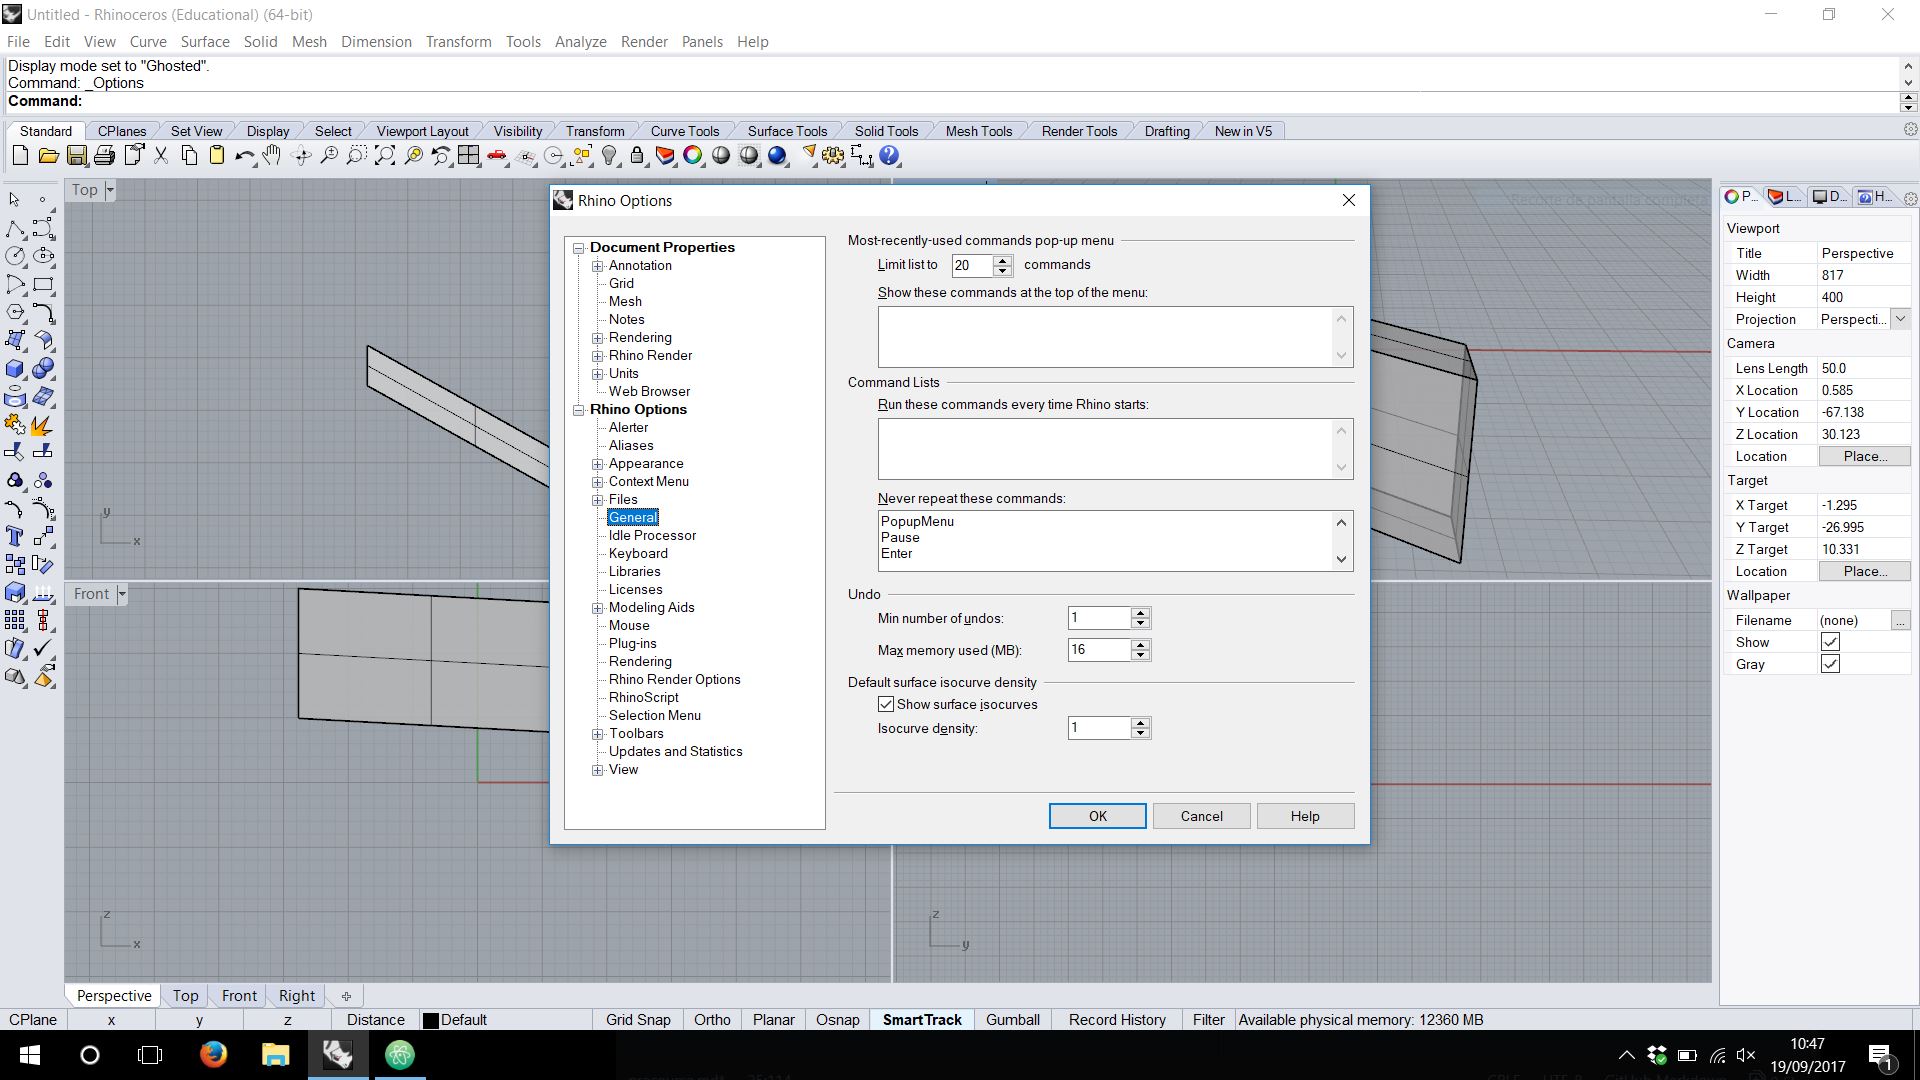 Untitled - Rhinoceros (Educational) (64-bit)
File Edit View Curve Surface Solid Mesh Dimension Transform Tools Analyze Render Panels Help
Display mode set to "Ghosted".
Command: _Options
Command:
Standard CPlanes Set View Display Select Viewport Layout Visibility Transform Curve Tools Surface Tools Solid Tools Mesh Tools Render Tools Drafting New in V5
Top
Rhino Options
Document Properties
Annotation
Grid
Mesh
Notes
Rendering
Rhino Render
Units
Web Browser
Rhino Options
Alerter
Aliases
Appearance
Context Menu
Files
General
Idle Processor
Keyboard
Libraries
Licenses
Modeling Aids
Mouse
Plug-ins
Rendering
Rhino Render Options
RhinoScript
Selection Menu
Toolbars
Updates and Statistics
View
Most-recently-used commands pop-up menu
Limit list to 20 commands
Show these commands at the top of the menu:
Command Lists
Run these commands every time Rhino starts:
Never repeat these commands:
PopupMenu
Pause
Enter
Undo
Min number of undos: 1
Max memory used (MB): 16
Default surface isocurve density
Show surface isocurves
Isocurve density: 1
OK Cancel Help
P... L... D... H...
Viewport
Title Perspective
Width 817
Height 400
Projection Perspecti...
Camera
Lens Length 50.0
X Location 0.585
Y Location -67.138
Z Location 30.123
Location Place...
Target
X Target -1.295
Y Target -26.995
Z Target 10.331
Location Place...
Wallpaper
Filename (none) ...
Show
Gray
y
x
Front
z
x
z
y
Perspective Top Front Right
CPlane x y z Distance Default Grid Snap Ortho Planar Osnap SmartTrack Gumball Record History Filter Available physical memory: 12360 MB
10:47
19/09/2017
1